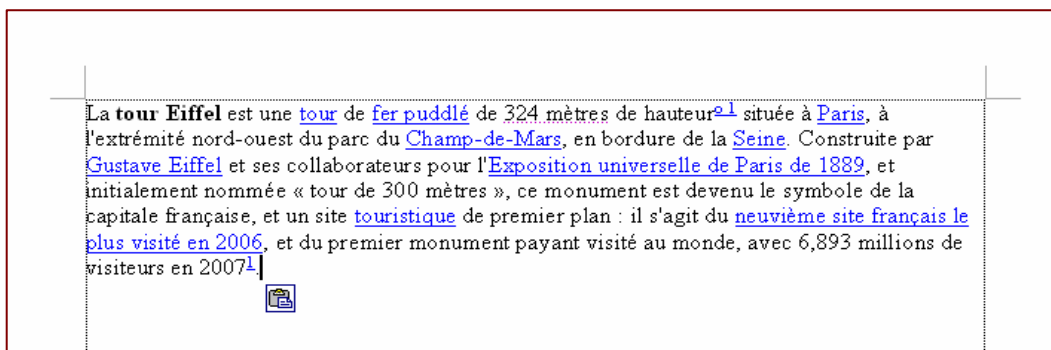 La tour Eiffel est une tour de fer puddlé de 324 mètres de hauteuro 1 située à Paris, à
l'extrémité nord-ouest du parc du Champ-de-Mars, en bordure de la Seine. Construite par
Gustave Eiffel et ses collaborateurs pour l'Exposition universelle de Paris de 1889, et
initialement nommée « tour de 300 mètres », ce monument est devenu le symbole de la
capitale française, et un site touristique de premier plan : il s'agit du neuvième site français le
plus visité en 2006, et du premier monument payant visité au monde, avec 6,893 millions de
visiteurs en 20071.